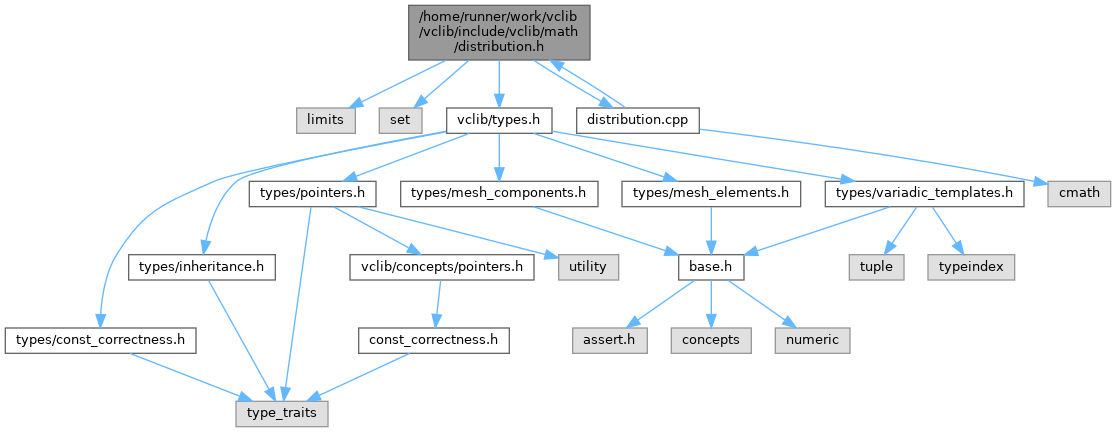 /home/runner/work/vclib
/vclib/include/vclib/math
/distribution.h
limits
set
vclib/types.h
distribution.cpp
types/pointers.h
types/mesh_components.h
types/mesh_elements.h
types/variadic_templates.h
cmath
types/inheritance.h
vclib/concepts/pointers.h
utility
base.h
tuple
typeindex
types/const_correctness.h
const_correctness.h
assert.h
concepts
numeric
type_traits